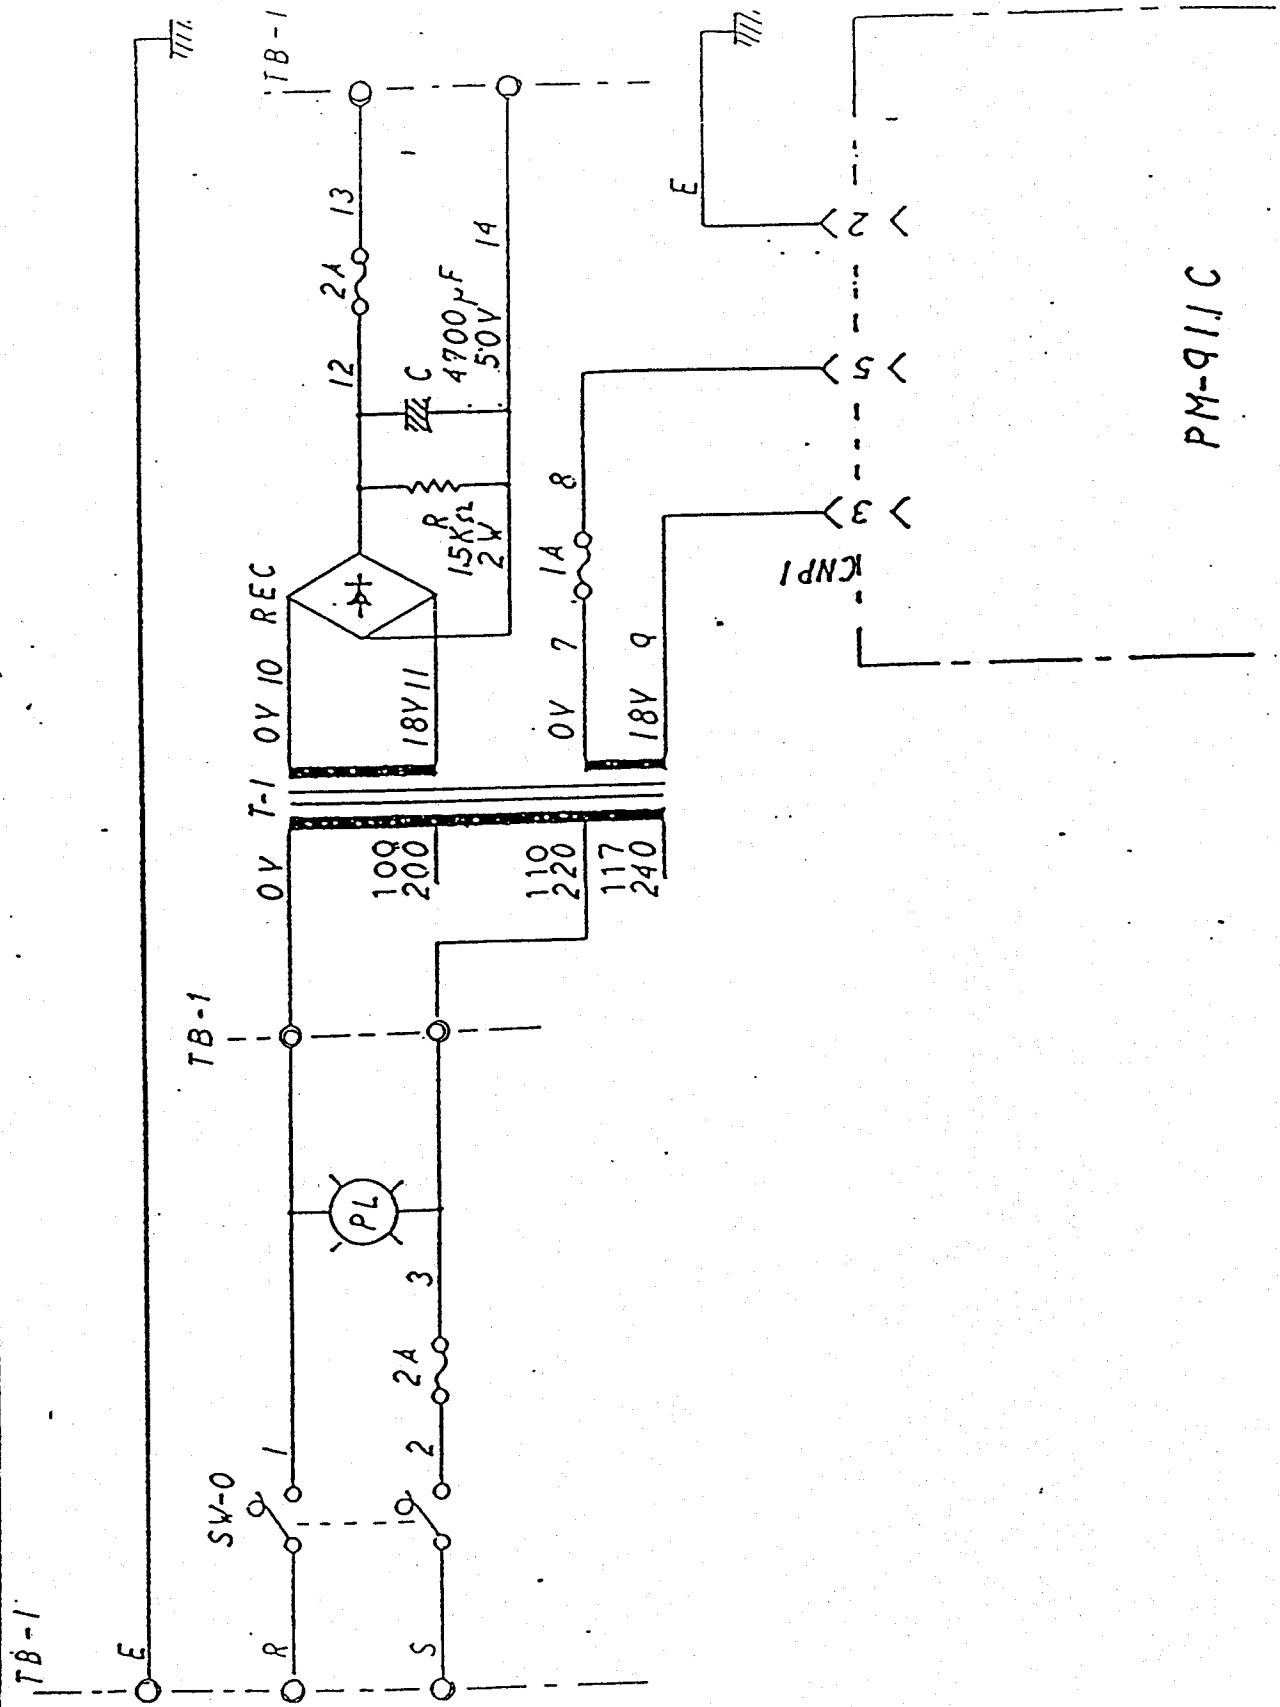 TB-1
E
R
S
SW-0
1
2
2A
3
PL
TB-1
0V
100
200
110
220
117
240
T-1
0V 10
REC
18V 11
0V 7
18V 9
R
15KΩ
2W
C
4700μF
50V
12
2A
13
14
TB-1
1A
8
CNP1
3
5
2
E
PM-911C